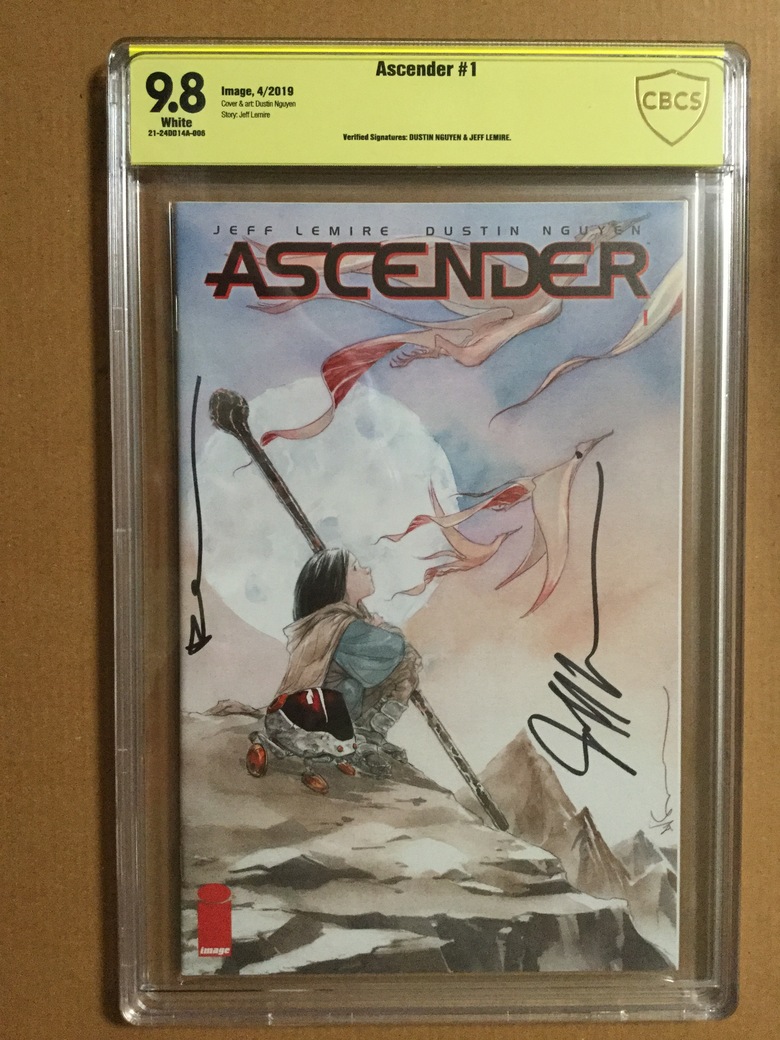 Ascender #1
9.8
White
21-24DD14A-008
Image, 4/2019
Cover & art: Dustin Nguyen
Story: Jeff Lemire
Verified Signatures: DUSTIN NGUYEN & JEFF LEMIRE.
CBCS
JEFF LEMIRE DUSTIN NGUYEN
ASCENDER
1
image